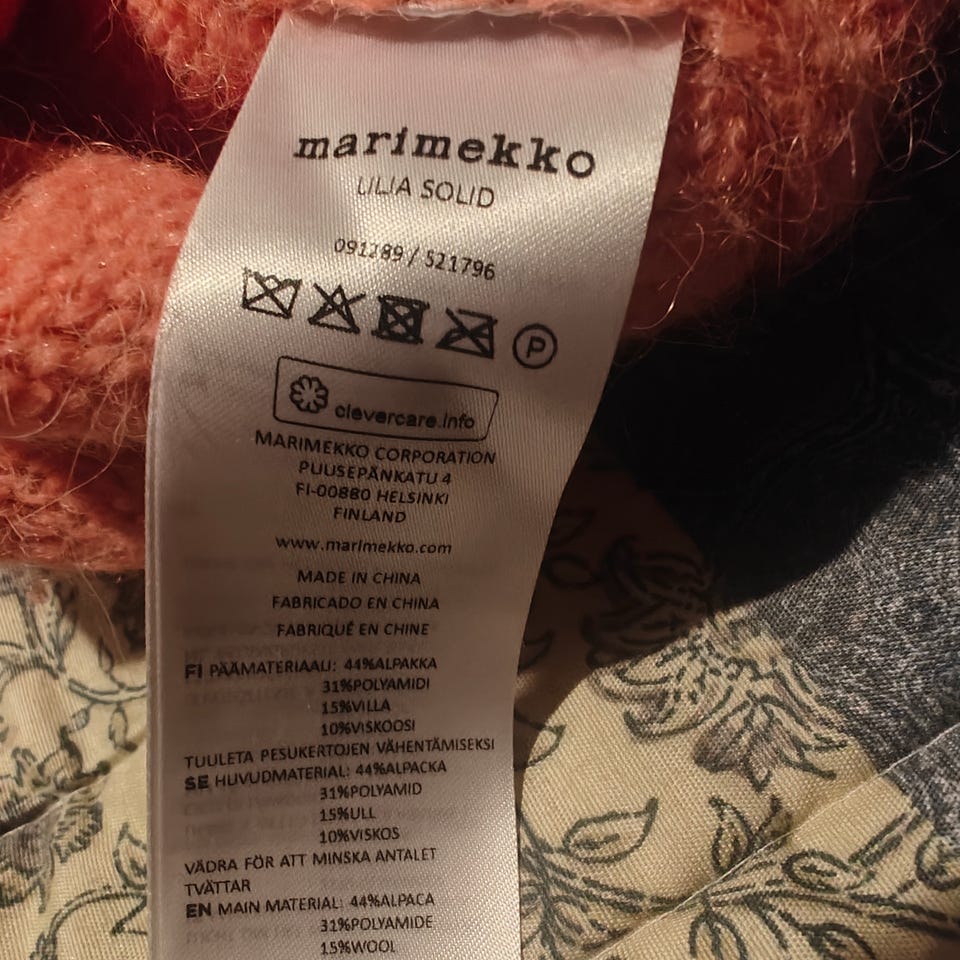 marimekko
LILIA SOLID
091289 / 521796
P
clevercare.info
MARIMEKKO CORPORATION
PUUSEPÄNKATU 4
FI-00880 HELSINKI
FINLAND
www.marimekko.com
MADE IN CHINA
FABRICADO EN CHINA
FABRIQUÉ EN CHINE
FI PÄÄMATERIAALI: 44%ALPAKKA
31%POLYAMIDI
15%VILLA
10%VISKOOSI
TUULETA PESUKERTOJEN VÄHENTÄMISEKSI
SE HUVUDMATERIAL: 44%ALPACKA
31%POLYAMID
15%ULL
10%VISKOS
VÄDRA FÖR ATT MINSKA ANTALET
TVÄTTAR
EN MAIN MATERIAL: 44%ALPACA
31%POLYAMIDE
15%WOOL